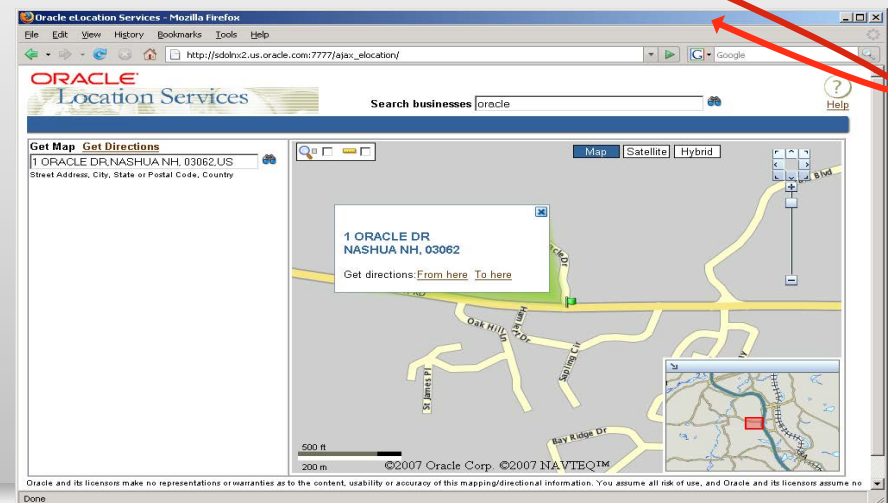 Oracle eLocation Services - Mozilla Firefox
File Edit View History Bookmarks Tools Help
http://sdolnx2.us.oracle.com:7777/ajax_elocation/
Google
ORACLE
Location Services
Search businesses oracle
Help
Get Map Get Directions
1 ORACLE DR,NASHUA NH, 03062,US
Street Address, City, State or Postal Code, Country
Map Satellite Hybrid
Blvd
1 ORACLE DR
NASHUA NH, 03062
Get directions: From here To here
Oak Hill Ln
Sapling Cir
St James Pl
Bay Ridge Dr
500 ft
200 m
©2007 Oracle Corp. ©2007 NAVTEQ™
Oracle and its licensors make no representations or warranties as to the content, usability or accuracy of this mapping/directional information. You assume all risk of use, and Oracle and its licensors assume no
Done